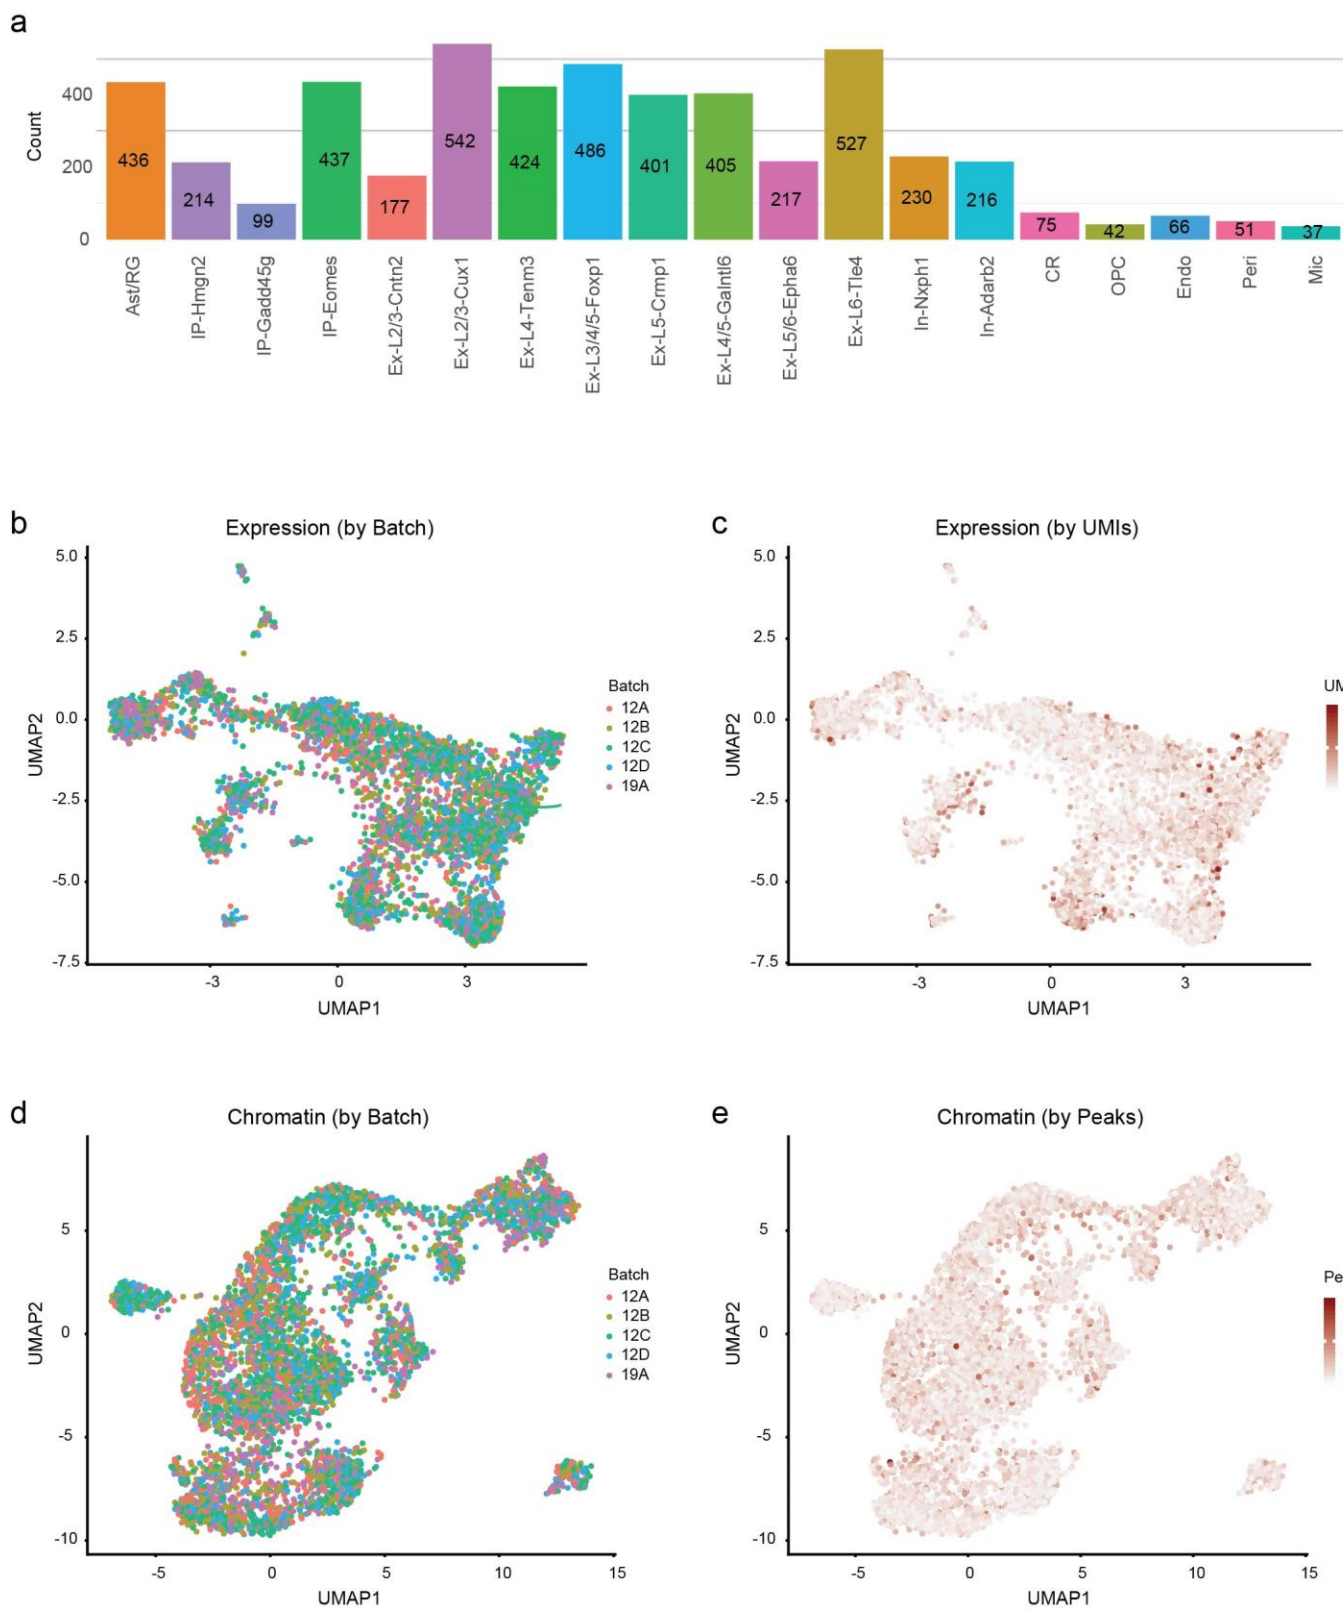 a
Count
400
200
0
436
214
99
437
177
542
424
486
401
405
217
527
230
216
75
42
66
51
37
Ast/RG
IP-Hmgn2
IP-Gadd45g
IP-Eomes
Ex-L2/3-Cntn2
Ex-L2/3-Cux1
Ex-L4-Tenm3
Ex-L3/4/5-Foxp1
Ex-L5-Crmp1
Ex-L4/5-Galntl6
Ex-L5/6-Epha6
Ex-L6-Tle4
In-Nxph1
In-Adarb2
CR
OPC
Endo
Peri
Mic
b
Expression (by Batch)
5.0
2.5
0.0
-2.5
-5.0
-7.5
UMAP2
-3
0
3
UMAP1
Batch
12A
12B
12C
12D
19A
c
Expression (by UMIs)
5.0
2.5
0.0
-2.5
-5.0
-7.5
UMAP2
-3
0
3
UMAP1
UM
d
Chromatin (by Batch)
5
0
-5
-10
UMAP2
-5
0
5
10
15
UMAP1
Batch
12A
12B
12C
12D
19A
e
Chromatin (by Peaks)
5
0
-5
-10
UMAP2
-5
0
5
10
15
UMAP1
Pe